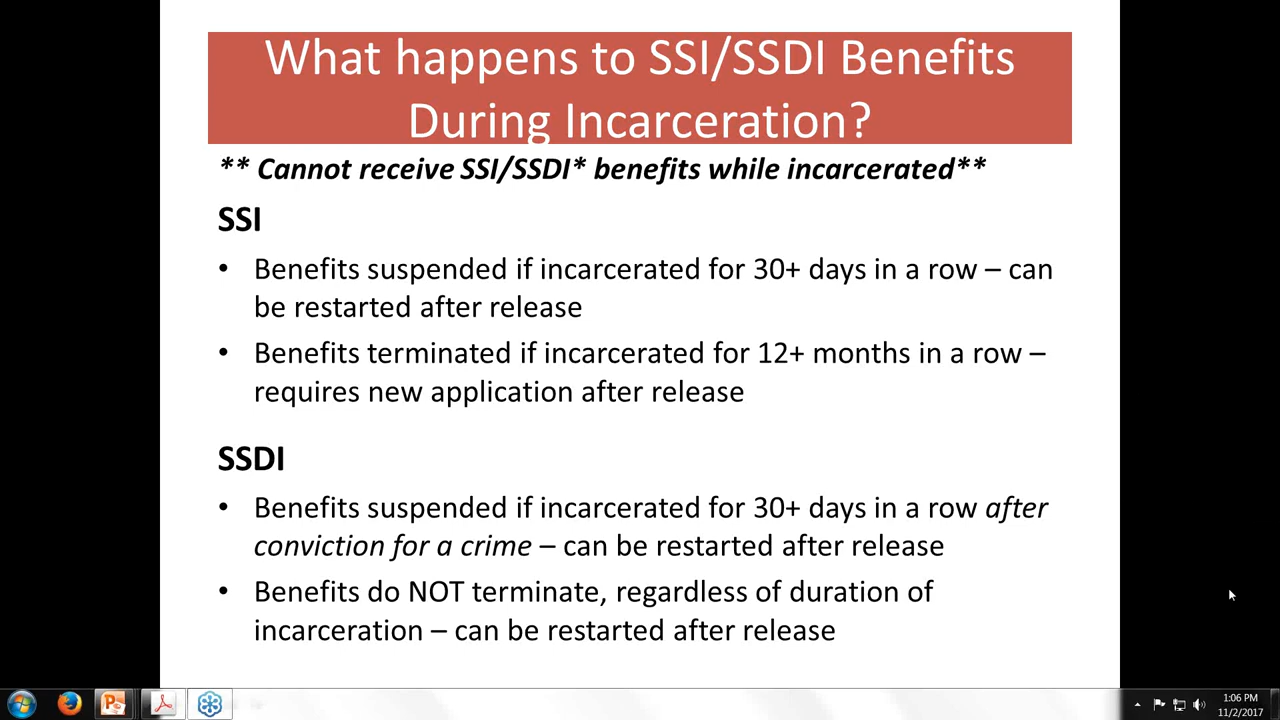 What happens to SSI/SSDI Benefits
During Incarceration?
** Cannot receive SSI/SSDI* benefits while incarcerated**
SSI
• Benefits suspended if incarcerated for 30+ days in a row – can
be restarted after release
• Benefits terminated if incarcerated for 12+ months in a row –
requires new application after release
SSDI
• Benefits suspended if incarcerated for 30+ days in a row after
conviction for a crime – can be restarted after release
• Benefits do NOT terminate, regardless of duration of
incarceration – can be restarted after release
1:06 PM
11/2/2017